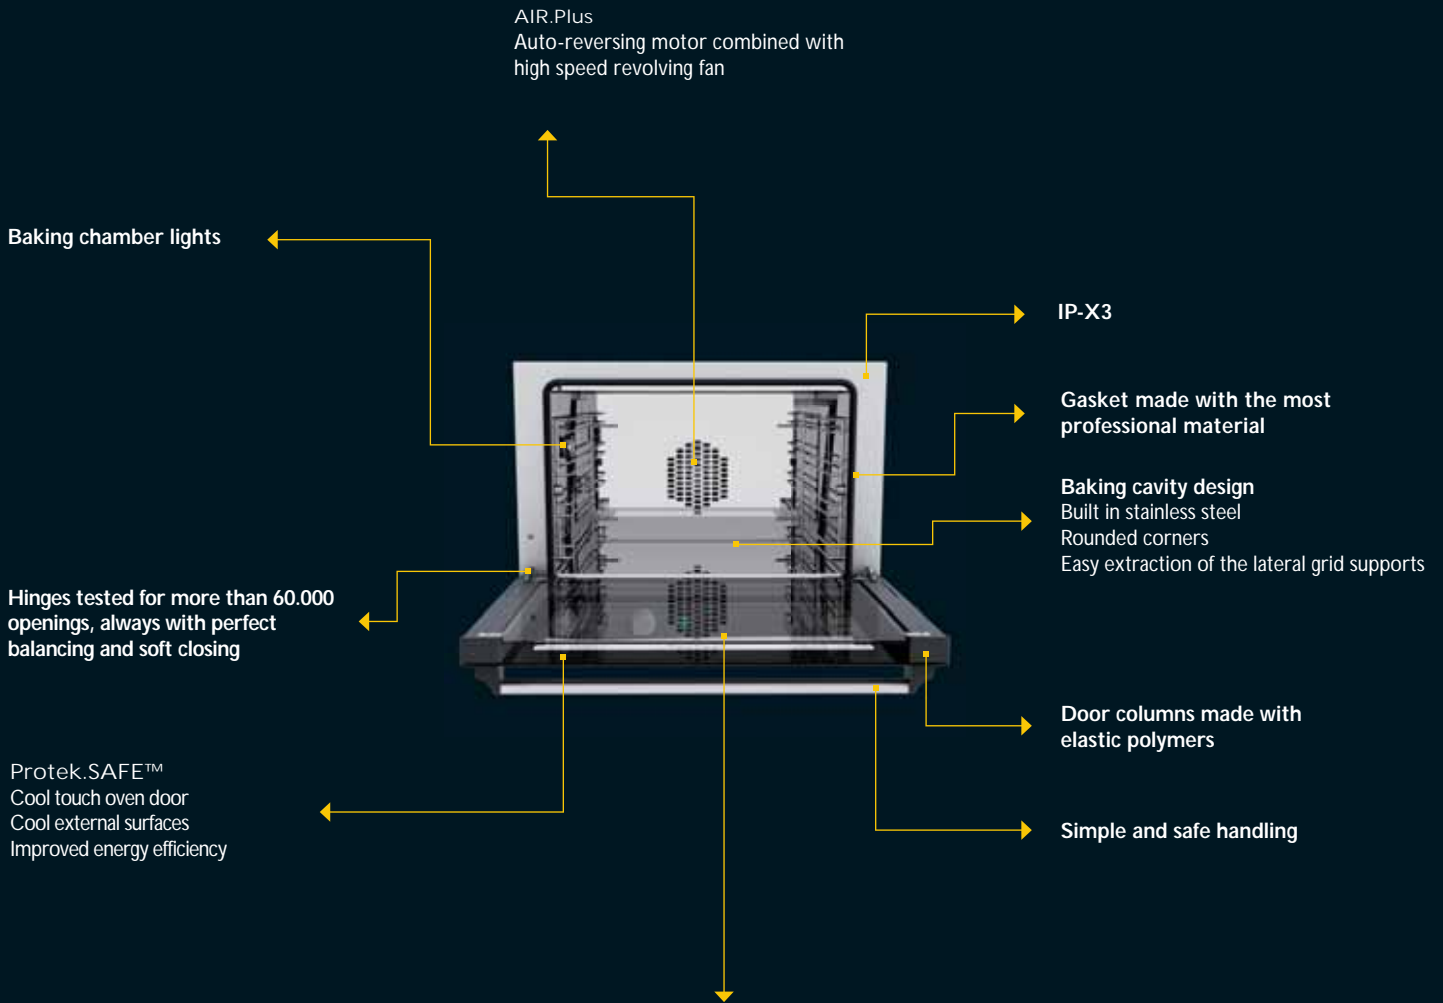 AIR.Plus
Auto-reversing motor combined with
high speed revolving fan
Baking chamber lights
IP-X3
Gasket made with the most
professional material
Baking cavity design
Built in stainless steel
Rounded corners
Easy extraction of the lateral grid supports
Hinges tested for more than 60.000
openings, always with perfect
balancing and soft closing
Door columns made with
elastic polymers
Protek.SAFE™
Cool touch oven door
Cool external surfaces
Improved energy efficiency
Simple and safe handling